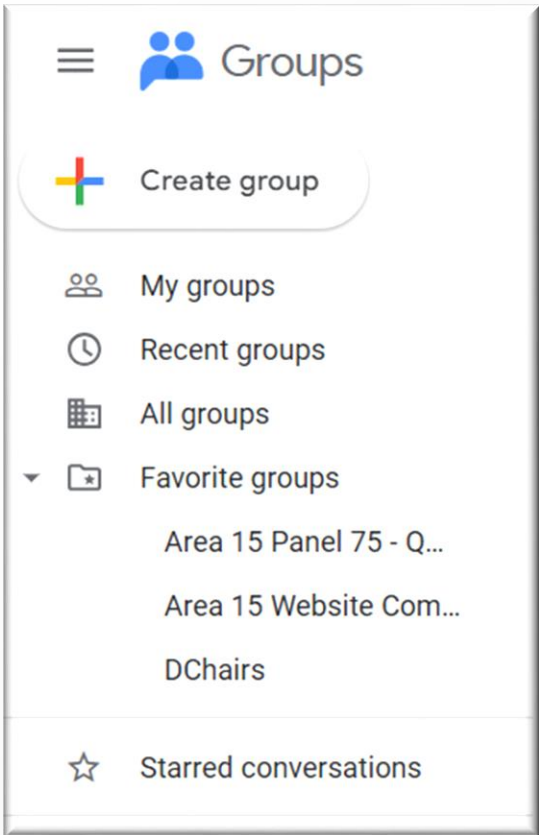 Groups
Create group
My groups
Recent groups
All groups
Favorite groups
Area 15 Panel 75 - Q...
Area 15 Website Com...
DChairs
Starred conversations